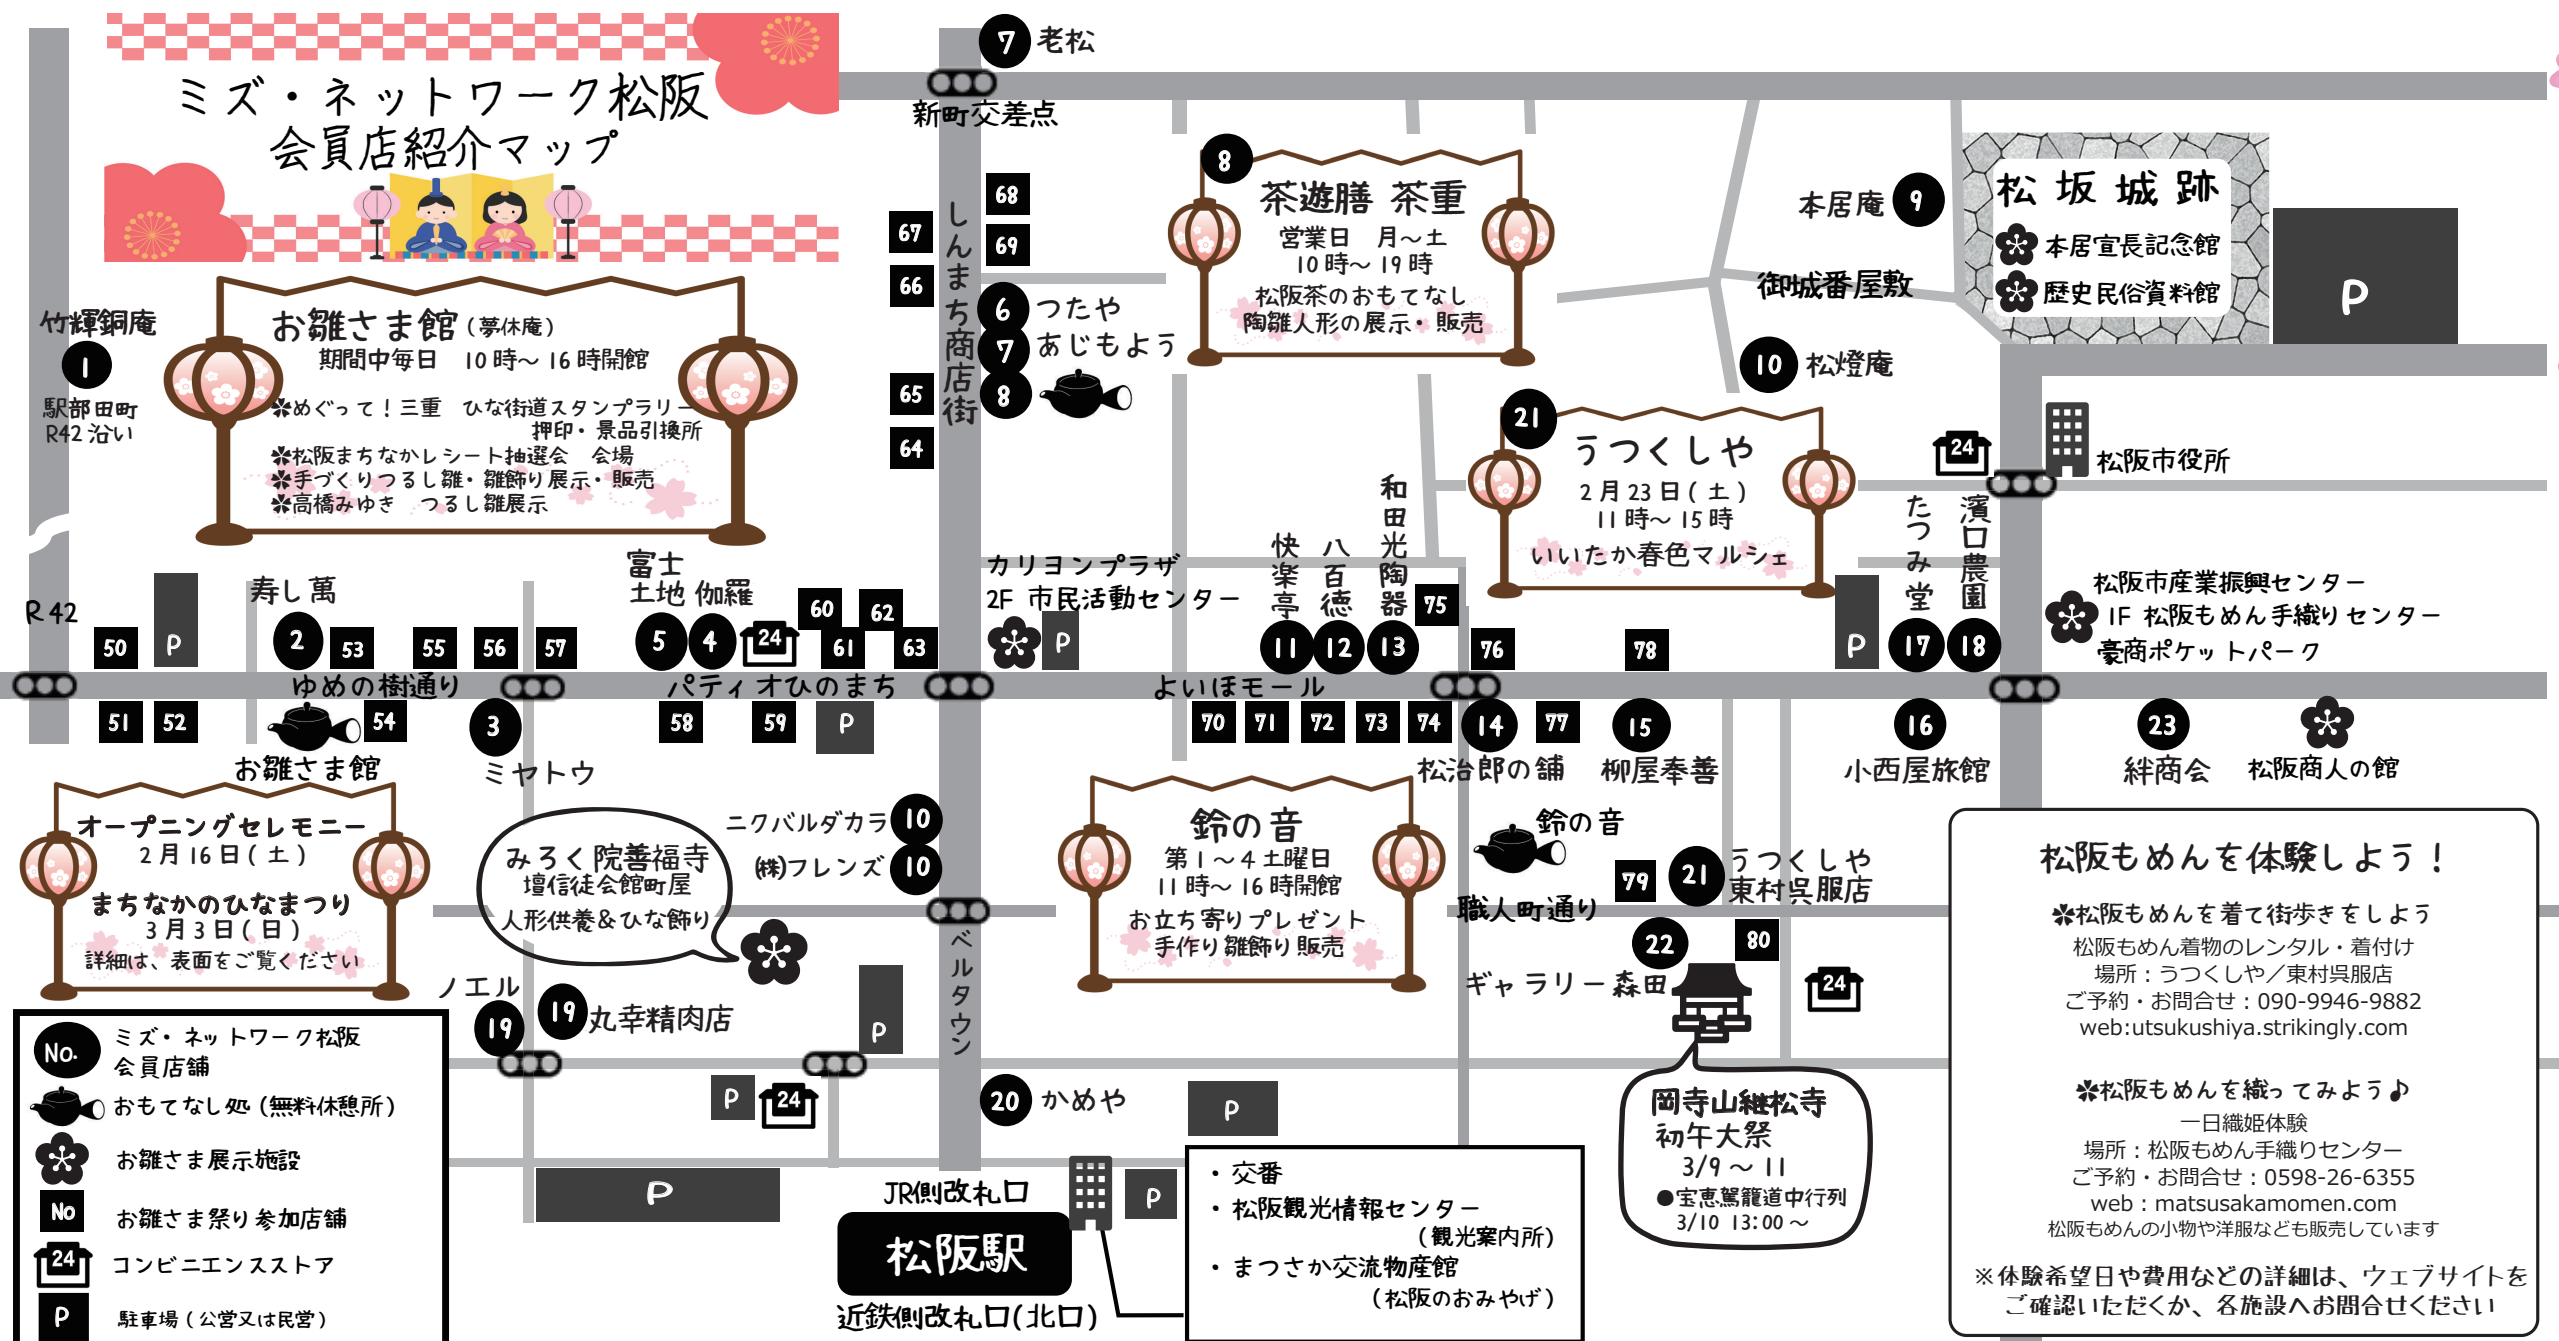 ミズ・ネットワーク松阪
会員店紹介マップ
7 老松
新町交差点
竹輝銅庵
1
駅部田町
R42 沿い
お雛さま館(夢休庵)
期間中毎日 10時～16時開館
✽めぐって！三重 ひな街道スタンプラリー
押印・景品引換所
✽松阪まちなかレシート抽選会 会場
✽手づくりつるし雛・雛飾り展示・販売
✽高橋みゆき つるし雛展示
しんまち商店街
68
67
69
66
6 つたや
7 あじもよう
65
8
64
8
茶遊膳 茶重
営業日 月～土
10時～19時
松阪茶のおもてなし
陶雛人形の展示・販売
本居庵 9
御城番屋敷
10 松燈庵
松坂城跡
本居宣長記念館
歴史民俗資料館
P
21
うつくしや
2月23日(土)
11時～15時
いいたか春色マルシェ
24
松阪市役所
たつみ堂
濱口農園
17
18
P
松阪市産業振興センター
1F 松阪もめん手織りセンター
豪商ポケットパーク
R42
50
P
寿し萬
2
53
55
56
57
富士
土地
5
伽羅
4
24
60
62
61
63
カリヨンプラザ
2F 市民活動センター
P
快楽亭
11
八百徳
12
和田光陶器
13
75
76
78
ゆめの樹通り
パティオひのまち
よいほモール
51
52
54
お雛さま館
3
ミヤトウ
58
59
P
70
71
72
73
74
14
松治郎の舗
77
15
柳屋奉善
16
小西屋旅館
23
絆商会
松阪商人の館
オープニングセレモニー
2月16日(土)
まちなかのひなまつり
3月3日(日)
詳細は、表面をご覧ください
みろく院善福寺
壇信徒会館町屋
人形供養＆ひな飾り
ニクバルダカラ 10
(株)フレンズ 10
ベルタウン
鈴の音
第1～4土曜日
11時～16時開館
お立ち寄りプレゼント
手作り雛飾り販売
鈴の音
職人町通り
79
21
うつくしや
東村呉服店
22
ギャラリー森田
80
24
ノエル
19
19 丸幸精肉店
P
P
24
20 かめや
P
P
岡寺山継松寺
初午大祭
3/9～11
●宝恵駕籠道中行列
3/10 13:00～
JR側改札口
松阪駅
近鉄側改札口(北口)
P
・交番
・松阪観光情報センター
(観光案内所)
・まつさか交流物産館
(松阪のおみやげ)
No. ミズ・ネットワーク松阪
会員店舗
おもてなし処(無料休憩所)
お雛さま展示施設
No お雛さま祭り参加店舗
24 コンビニエンスストア
P 駐車場(公営又は民営)
松阪もめんを体験しよう！
✽松阪もめんを着て街歩きをしよう
松阪もめん着物のレンタル・着付け
場所：うつくしや／東村呉服店
ご予約・お問合せ：090-9946-9882
web:utsukushiya.strikingly.com
✽松阪もめんを織ってみよう♪
一日織姫体験
場所：松阪もめん手織りセンター
ご予約・お問合せ：0598-26-6355
web：matsusakamomen.com
松阪もめんの小物や洋服なども販売しています
※体験希望日や費用などの詳細は、ウェブサイトを
ご確認いただくか、各施設へお問合せください